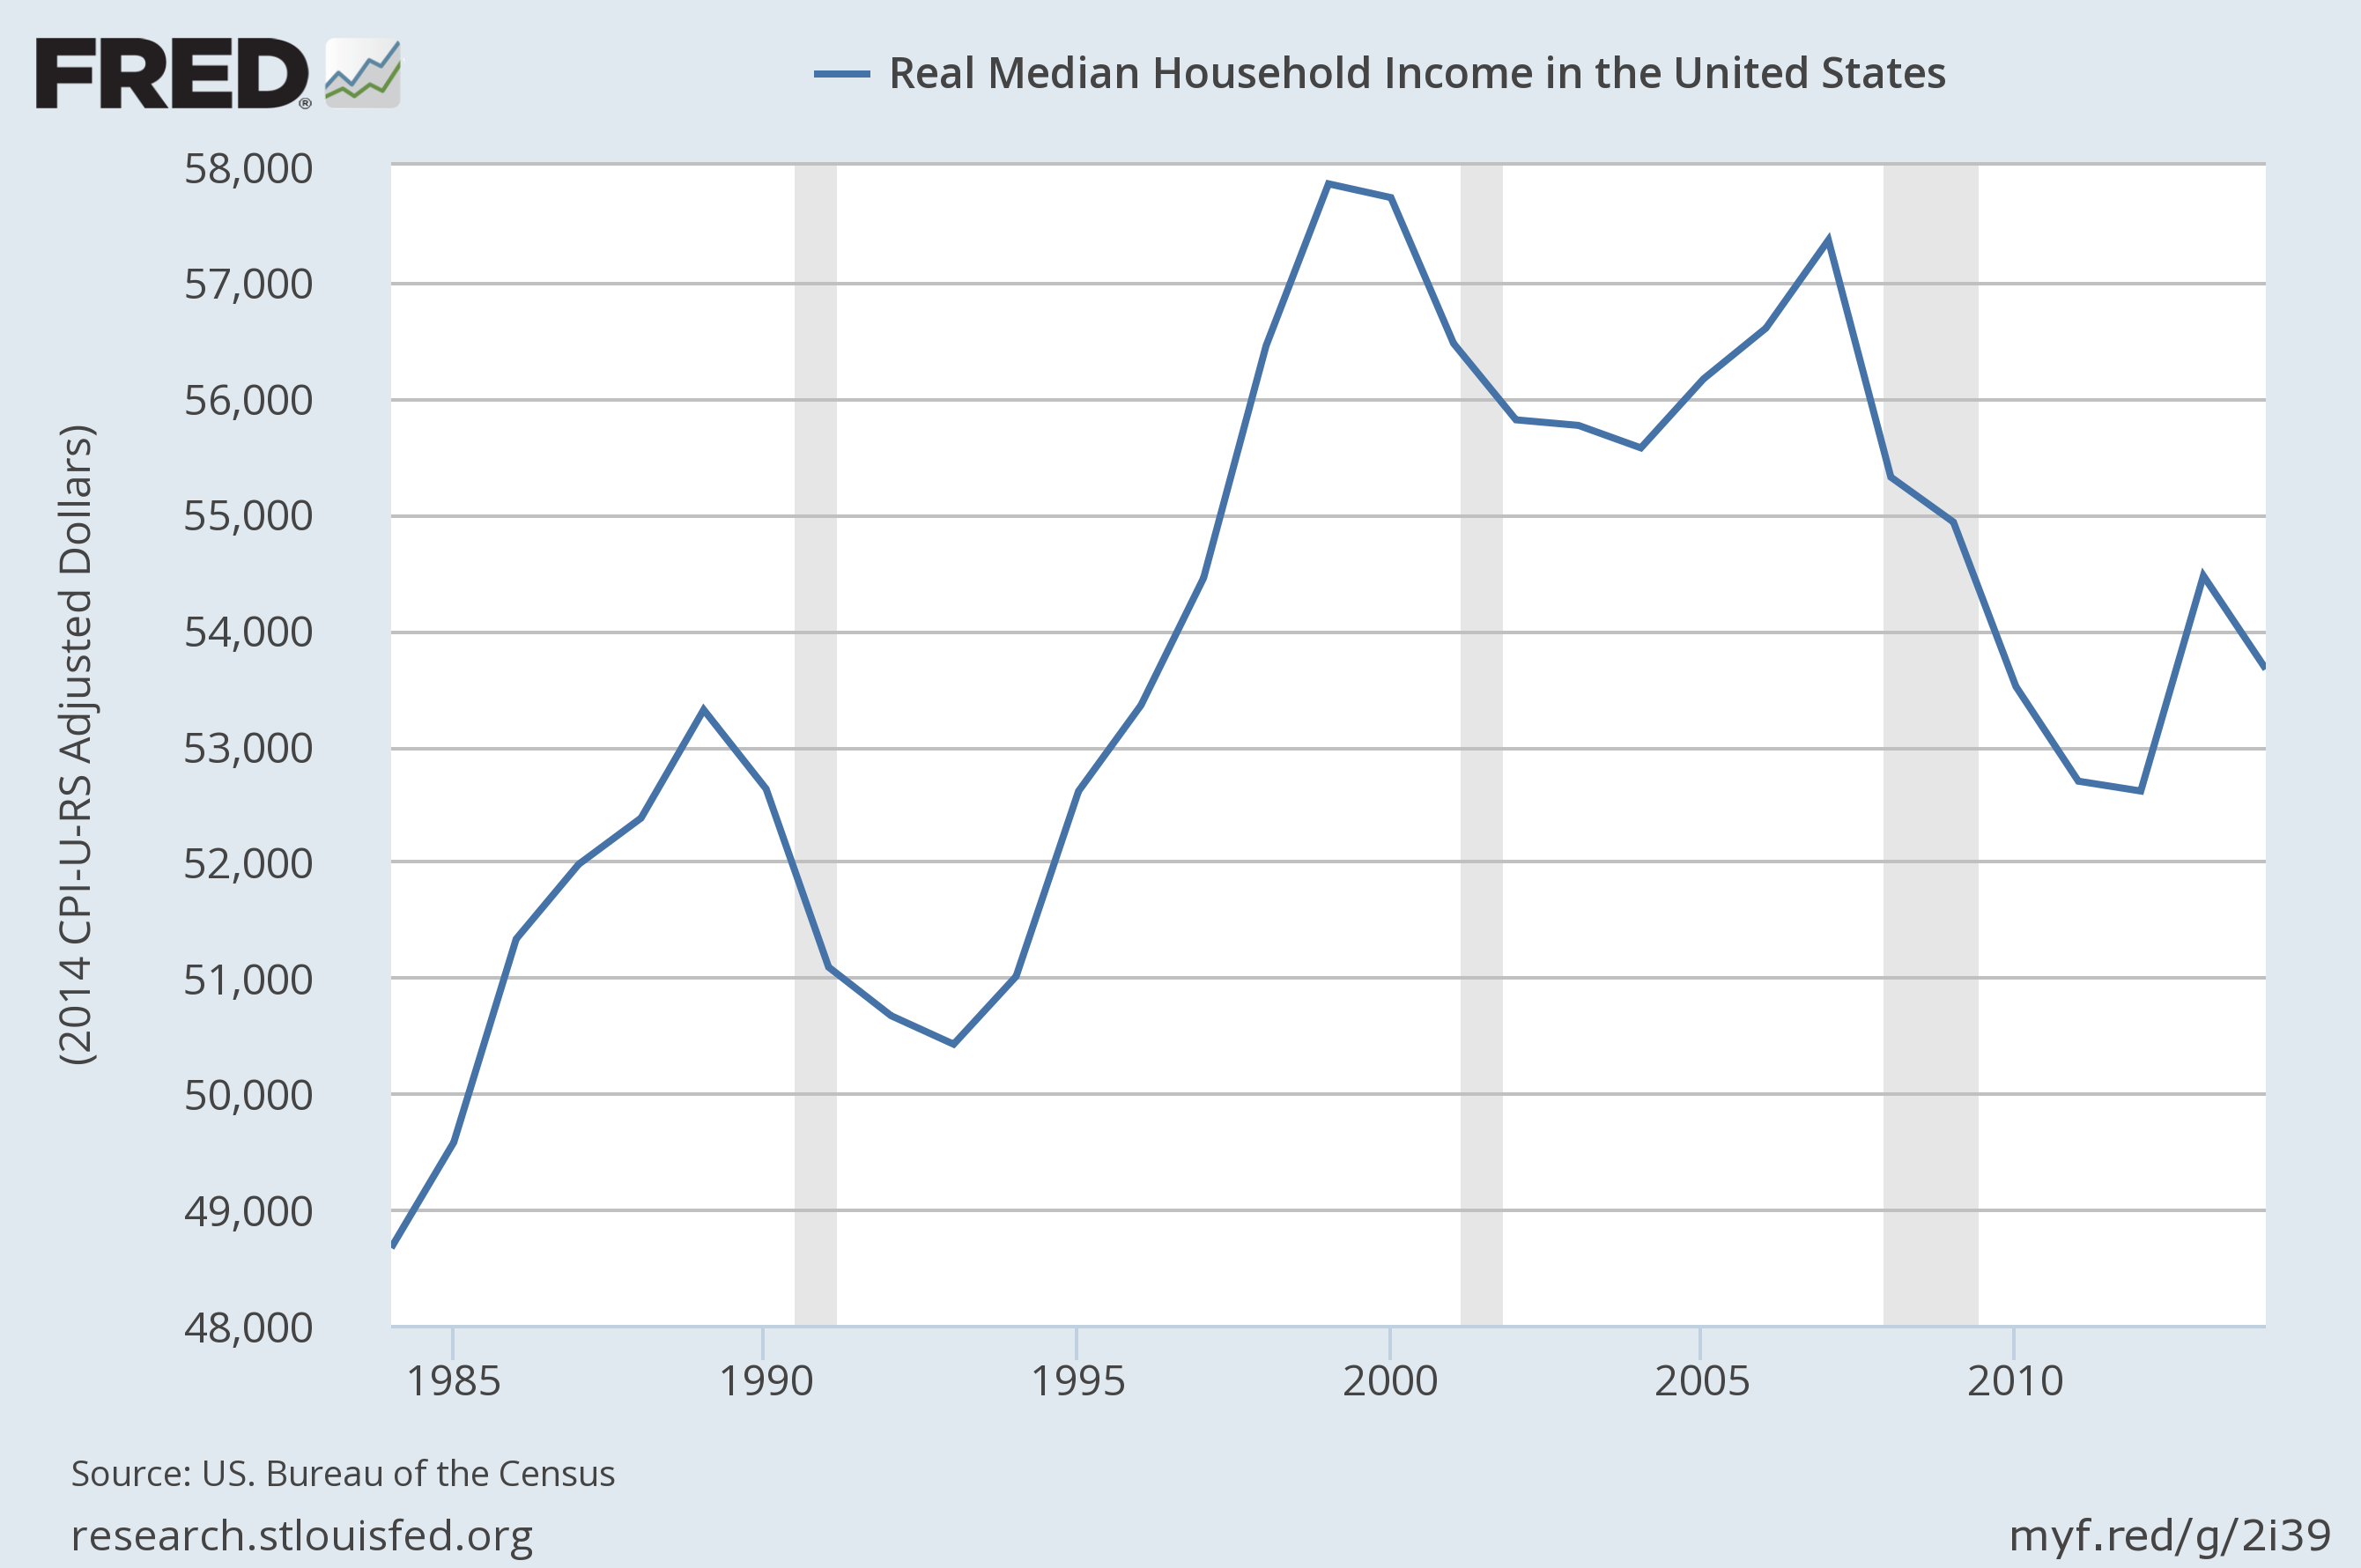 FRED®
Real Median Household Income in the United States
(2014 CPI-U-RS Adjusted Dollars)
58,000
57,000
56,000
55,000
54,000
53,000
52,000
51,000
50,000
49,000
48,000
1985 1990 1995 2000 2005 2010
Source: US. Bureau of the Census
research.stlouisfed.org
myf.red/g/2i39